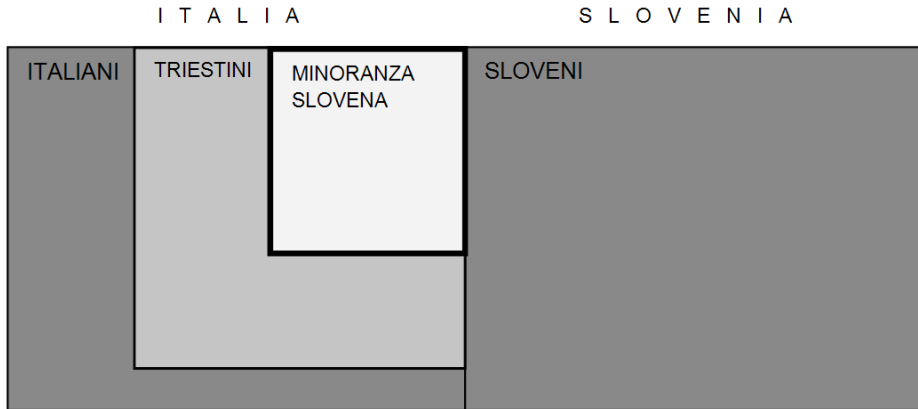 I T A L I A
S L O V E N I A
ITALIANI
TRIESTINI
MINORANZA
SLOVENA
SLOVENI